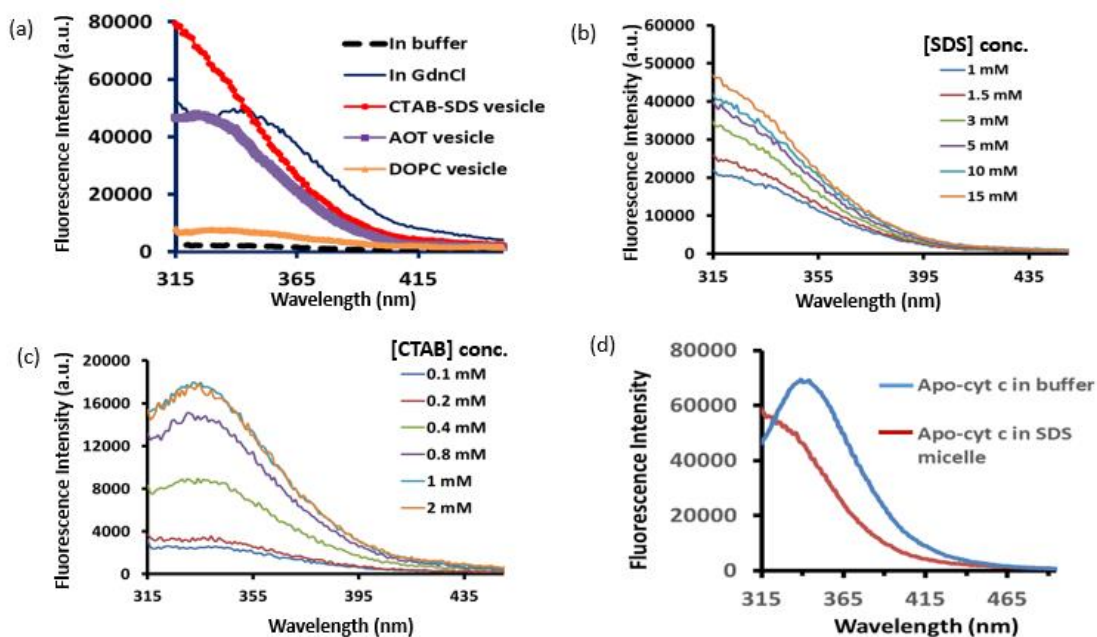 (a)
Fluorescence Intensity (a.u.)
80000
60000
40000
20000
0
315
365
415
Wavelength (nm)
In buffer
In GdnCl
CTAB-SDS vesicle
AOT vesicle
DOPC vesicle
(b)
Fluorescence Intensity (a.u.)
60000
50000
40000
30000
20000
10000
0
315
355
395
435
Wavelength (nm)
[SDS] conc.
1 mM
1.5 mM
3 mM
5 mM
10 mM
15 mM
(c)
Fluorescence Intensity (a.u.)
20000
16000
12000
8000
4000
0
315
355
395
435
Wavelength (nm)
[CTAB] conc.
0.1 mM
0.2 mM
0.4 mM
0.8 mM
1 mM
2 mM
(d)
Fluorescence Intensity
80000
60000
40000
20000
0
315
365
415
465
Wavelength (nm)
Apo-cyt c in buffer
Apo-cyt c in SDS
micelle